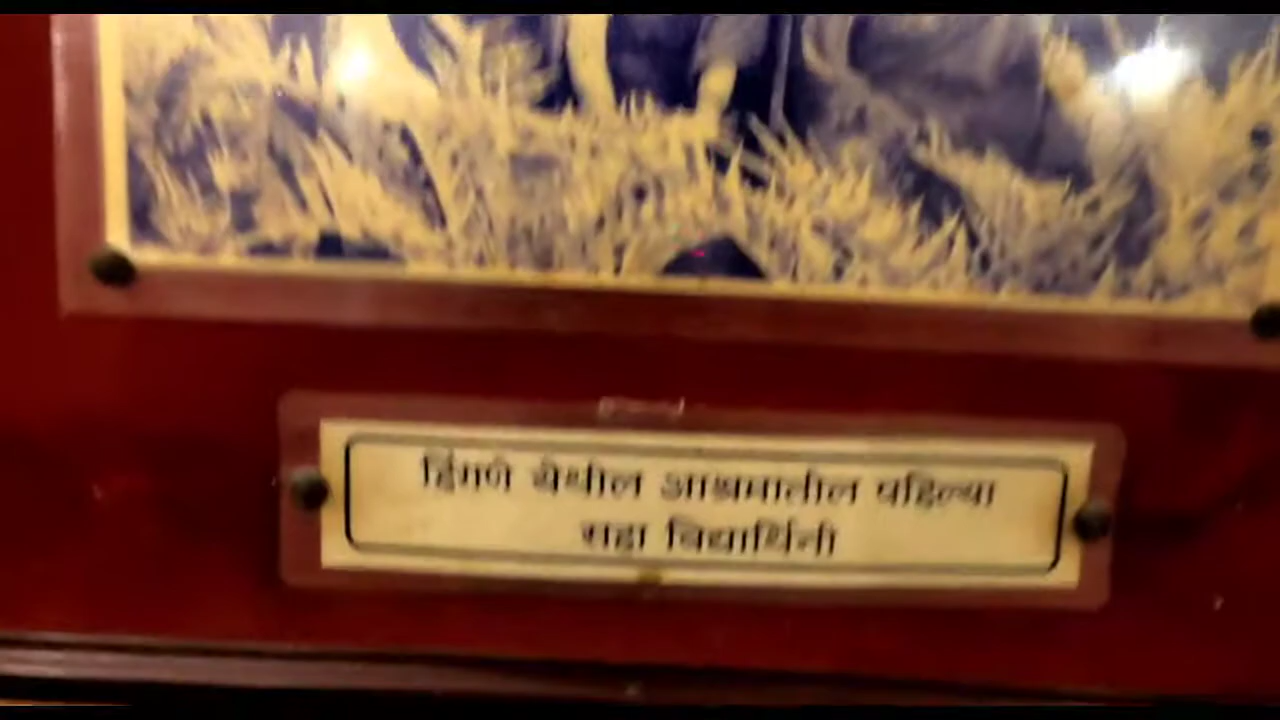 हिंगणे येथील आश्रमातील पहिल्या
सहा विद्यार्थिनी